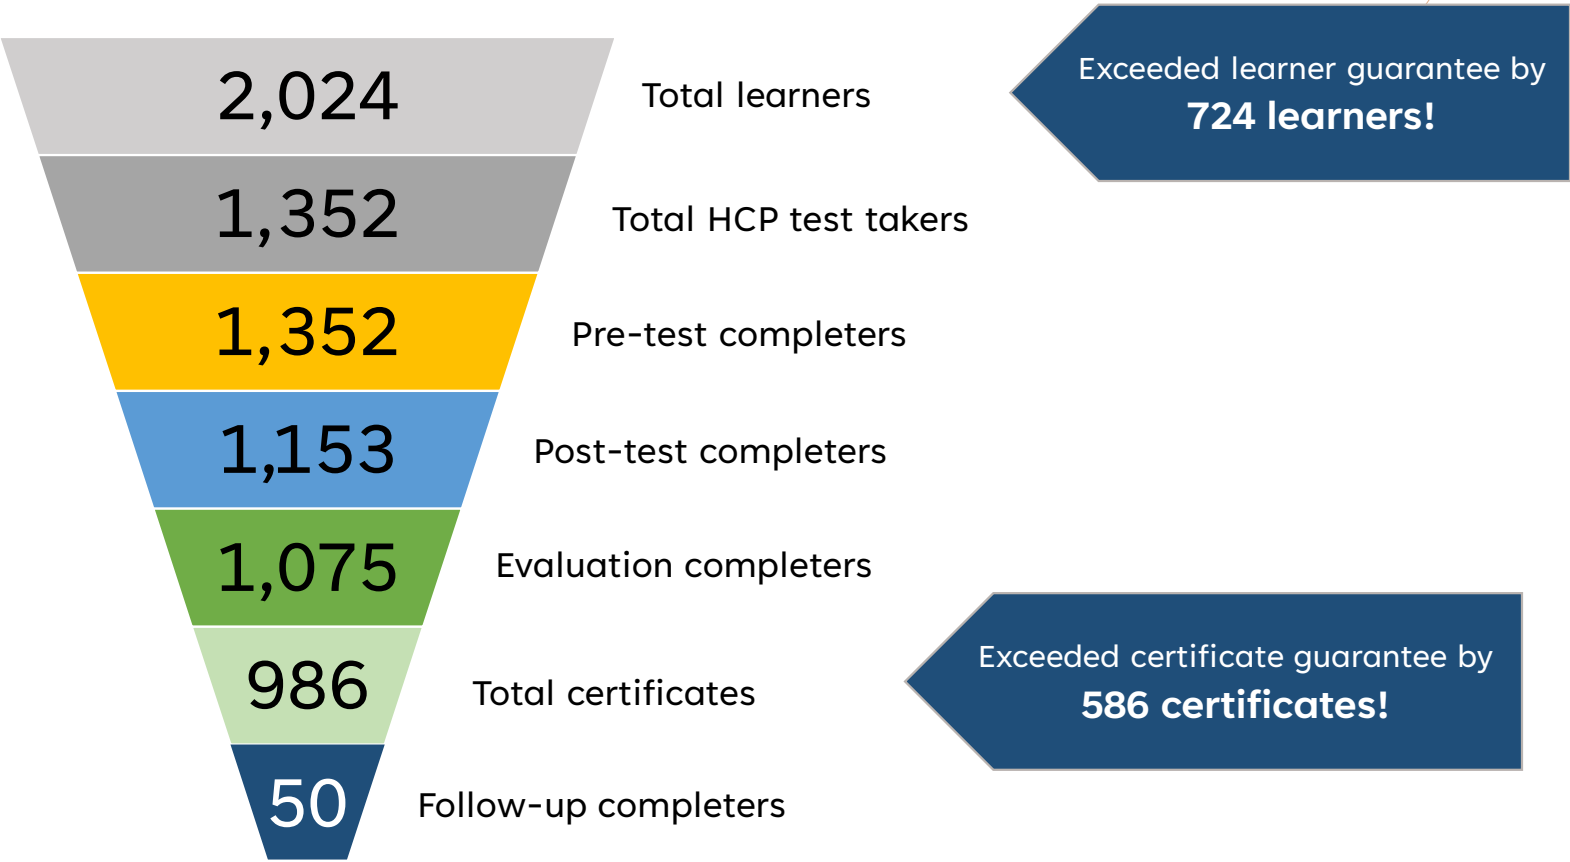 2,024
Total learners
Exceeded learner guarantee by
724 learners!
1,352
Total HCP test takers
1,352
Pre-test completers
1,153
Post-test completers
1,075
Evaluation completers
986
Total certificates
Exceeded certificate guarantee by
586 certificates!
50
Follow-up completers